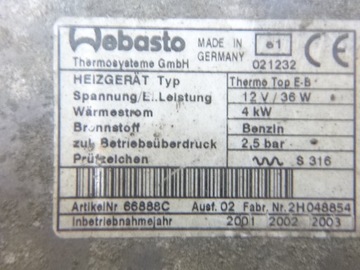 Webasto MADE IN GERMANY e1 CE
Thermosysteme GmbH 021232
HEIZGERÄT Typ Thermo Top E-B
Spannung/El.Leistung 12 V / 36 W
Wärmestrom 4 kW
Brennstoff Benzin
zul. Betriebsüberdruck 2,5 bar
Prüfzeichen S 316
ArtikelNr 66888C Ausf. 02 Fabr. Nr. 2H048854
Inbetriebnahmejahr 2001 2002 2003